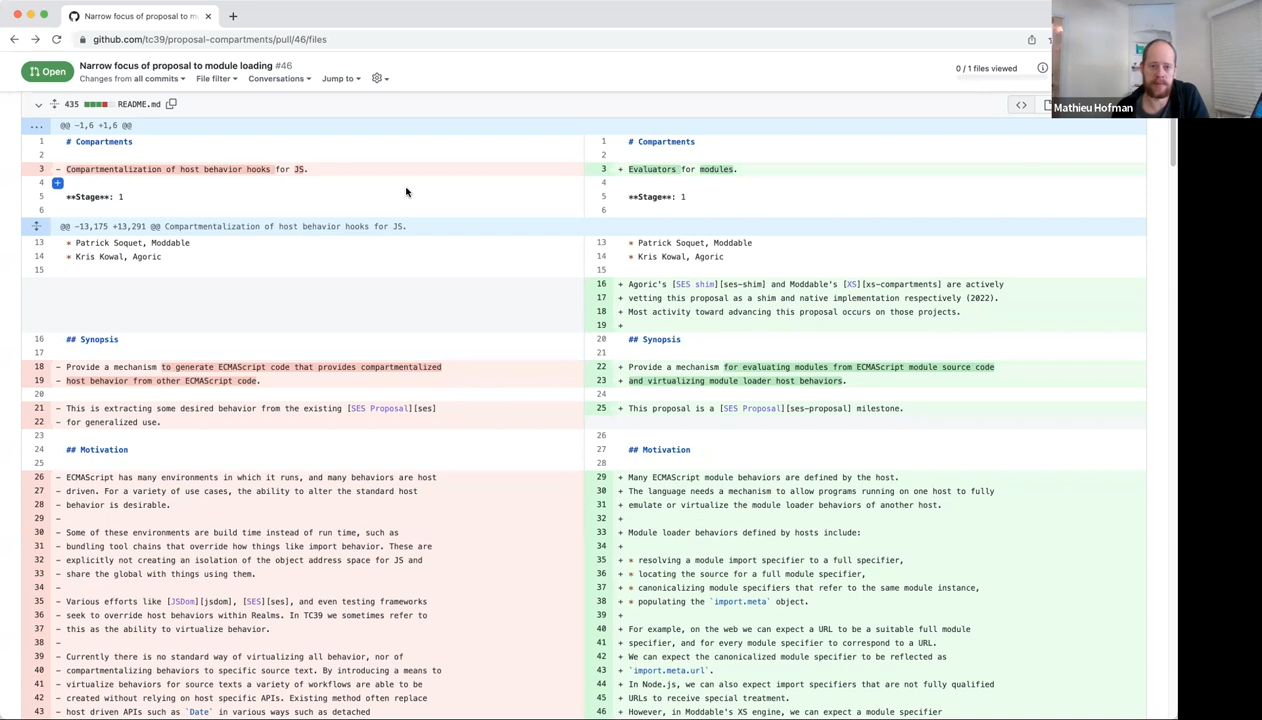 Narrow focus of proposal to m
github.com/tc39/proposal-compartments/pull/46/files
Open
Narrow focus of proposal to module loading #46
Changes from all commits
File filter
Conversations
Jump to
0 / 1 files viewed
Mathieu Hofman
435 README.md
... @@ -1,6 +1,6 @@
1 # Compartments
2
3 - Compartmentalization of host behavior hooks for JS.
4
5 **Stage**: 1
6
1 # Compartments
2
3 + Evaluators for modules.
4
5 **Stage**: 1
6
@@ -13,175 +13,291 @@ Compartmentalization of host behavior hooks for JS.
13 * Patrick Soquet, Moddable
14 * Kris Kowal, Agoric
15
16 ## Synopsis
17
18 - Provide a mechanism to generate ECMAScript code that provides compartmentalized
19 - host behavior from other ECMAScript code.
20
21 - This is extracting some desired behavior from the existing [SES Proposal][ses]
22 - for generalized use.
23
24 ## Motivation
25
26 - ECMAScript has many environments in which it runs, and many behaviors are host
27 - driven. For a variety of use cases, the ability to alter the standard host
28 - behavior is desirable.
29 -
30 - Some of these environments are build time instead of run time, such as
31 - bundling tool chains that override how things like import behavior. These are
32 - explicitly not creating an isolation of the object address space for JS and
33 - share the global with things using them.
34 -
35 - Various efforts like [JSDom][jsdom], [SES][ses], and even testing frameworks
36 - seek to override host behaviors within Realms. In TC39 we sometimes refer to
37 - this as the ability to virtualize behavior.
38 -
39 - Currently there is no standard way of virtualizing all behavior, nor of
40 - compartmentalizing behaviors to specific source text. By introducing a means to
41 - virtualize behaviors for source texts a variety of workflows are able to be
42 - created without relying on host specific APIs. Existing method often replace
43 - host driven APIs such as `Date` in various ways such as detached
13 * Patrick Soquet, Moddable
14 * Kris Kowal, Agoric
15
16 + Agoric's [SES shim][ses-shim] and Moddable's [XS][xs-compartments] are actively
17 + vetting this proposal as a shim and native implementation respectively (2022).
18 + Most activity toward advancing this proposal occurs on those projects.
19 +
20 ## Synopsis
21
22 + Provide a mechanism for evaluating modules from ECMAScript module source code
23 + and virtualizing module loader host behaviors.
24
25 + This proposal is a [SES Proposal][ses-proposal] milestone.
26
27 ## Motivation
28
29 + Many ECMAScript module behaviors are defined by the host.
30 + The language needs a mechanism to allow programs running on one host to fully
31 + emulate or virtualize the module loader behaviors of another host.
32 +
33 + Module loader behaviors defined by hosts include:
34 +
35 + * resolving a module import specifier to a full specifier,
36 + * locating the source for a full module specifier,
37 + * canonicalizing module specifiers that refer to the same module instance,
38 + * populating the `import.meta` object.
39 +
40 + For example, on the web we can expect a URL to be a suitable full module
41 + specifier, and for every module specifier to correspond to a URL.
42 + We can expect the canonicalized module specifier to be reflected as
43 + `import.meta.url`.
44 + In Node.js, we can also expect import specifiers that are not fully qualified
45 + URLs to receive special treatment.
46 + However, in Moddable's XS engine, we can expect a module specifier